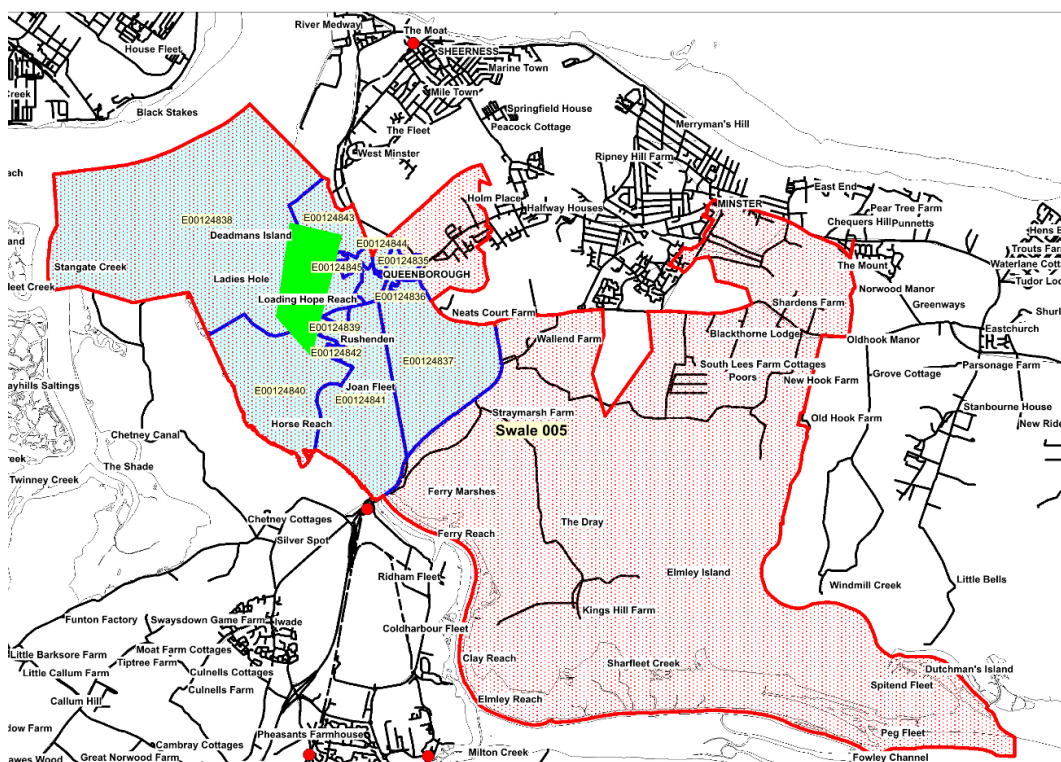 River Medway
The Moat
House Fleet
SHEERNESS
Marine Town
Creek
Mile Town
Black Stakes
Springfield House
Merryman's Hill
The Fleet
Peacock Cottage
West Minster
Ripney Hill Farm
ach
East End
Holm Place
Pear Tree Farm
Halfway Houses
MINSTER
Hens B
E00124838
E00124843
Chequers Hill
Punnetts
Deadmans Island
E00124844
Trouts Far
land
E00124835
Waterlane Cott
Stangate Creek
E00124845
QUEENBOROUGH
The Mount
Tudor Lod
leet Creek
Ladies Hole
Norwood Manor
Loading Hope Reach
E00124836
Shardens Farm
Greenways
Neats Court Farm
Shurl
E00124839
Blackthorne Lodge
Eastchurch
Rushenden
Wallend Farm
Oldhook Manor
E00124842
E00124837
South Lees Farm Cottages
Parsonage Farm
Poors
Grove Cottage
ayhills Saltings
E00124840
Joan Fleet
New Hook Farm
E00124841
Stanbourne House
Straymarsh Farm
Old Hook Farm
Horse Reach
New Ride
Chetney Canal
Swale 005
reek
The Shade
Twinney Creek
Ferry Marshes
Chetney Cottages
The Dray
Silver Spot
Ferry Reach
Elmley Island
Ridham Fleet
Windmill Creek
Little Bells
Funton Factory
Swaysdown Game Farm
Iwade
Kings Hill Farm
Coldharbour Fleet
Little Barksore Farm
Moat Farm Cottages
Tiptree Farm
Clay Reach
Sharfleet Creek
Dutchman's Island
Little Callum Farm
Culnells Cottages
Spitend Fleet
Culnells Farm
Callum Hill
Elmley Reach
dow Farm
Pheasants Farmhouse
Peg Fleet
Cambray Cottages
Milton Creek
Fowley Channel
awes Wood
Great Norwood Farm